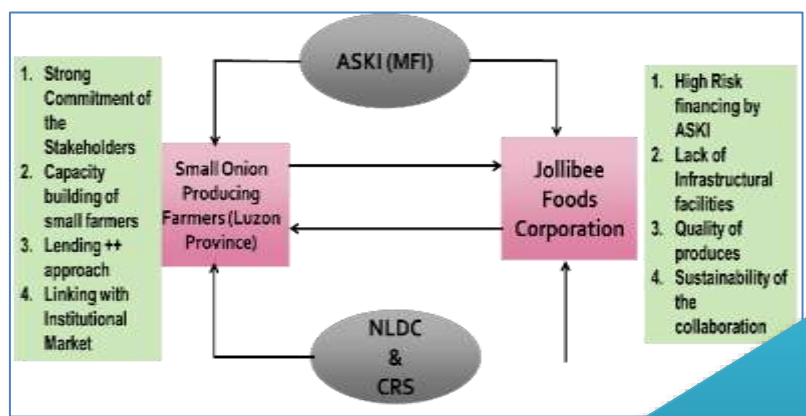 ASKI (MFI)
1. Strong
Commitment of
the
Stakeholders
2. Capacity
building of
small farmers
3. Lending ++
approach
4. Linking with
Institutional
Market
Small Onion
Producing
Farmers (Luzon
Province)
Jollibee
Foods
Corporation
1. High Risk
financing by
ASKI
2. Lack of
Infrastructural
facilities
3. Quality of
produces
4. Sustainability of
the
collaboration
NLDC
&
CRS